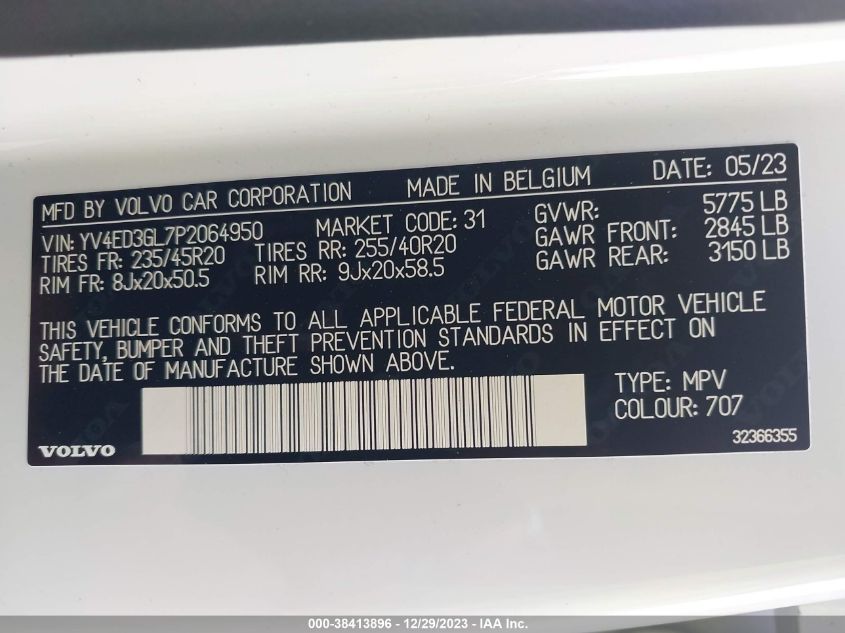 MFD BY VOLVO CAR CORPORATION MADE IN BELGIUM DATE: 05/23
VIN: YV4ED3GL7P2064950 MARKET CODE: 31 GVWR: 5775 LB
TIRES FR: 235/45R20 TIRES RR: 255/40R20 GAWR FRONT: 2845 LB
RIM FR: 8Jx20x50.5 RIM RR: 9Jx20x58.5 GAWR REAR: 3150 LB
THIS VEHICLE CONFORMS TO ALL APPLICABLE FEDERAL MOTOR VEHICLE
SAFETY, BUMPER AND THEFT PREVENTION STANDARDS IN EFFECT ON
THE DATE OF MANUFACTURE SHOWN ABOVE.
TYPE: MPV
COLOUR: 707
VOLVO
32366355
000-38413896 - 12/29/2023 - IAA Inc.